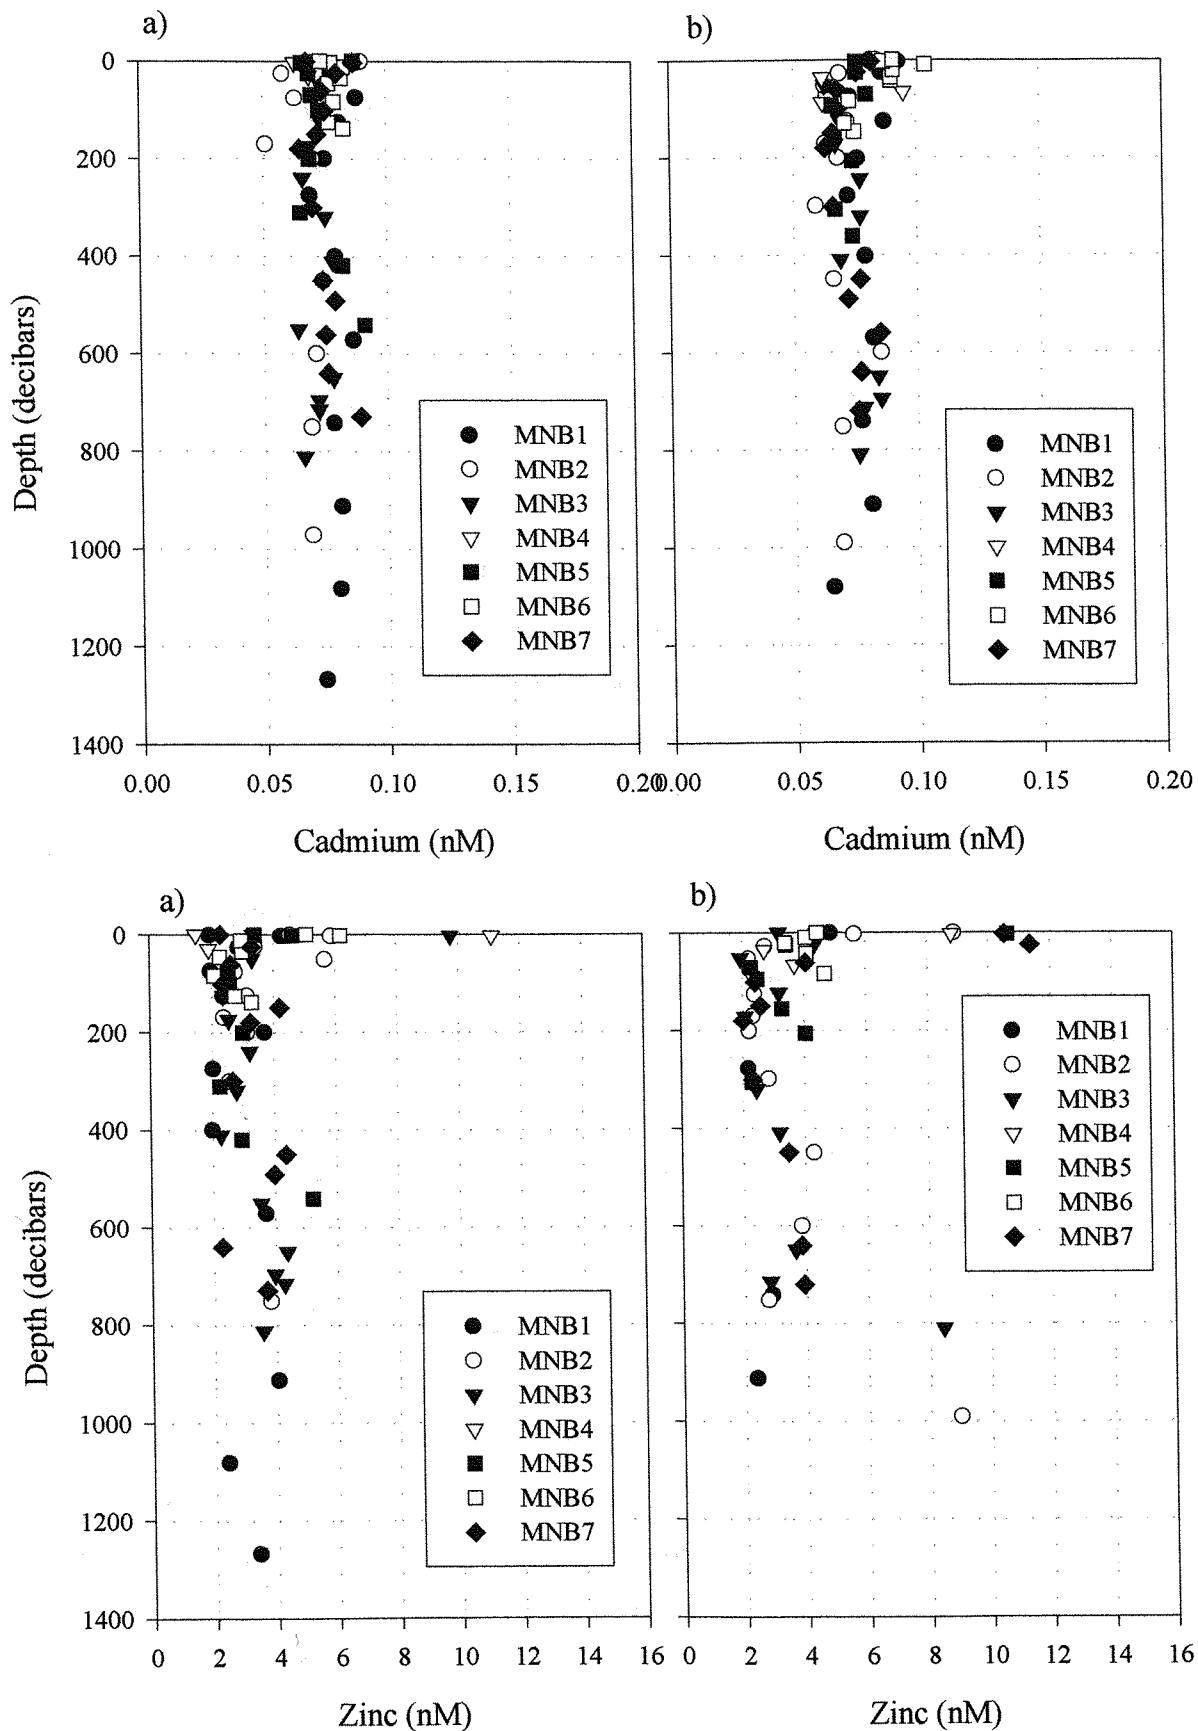 a)
b)
0
200
400
600
800
1000
1200
1400
Depth (decibars)
MNB1
MNB2
MNB3
MNB4
MNB5
MNB6
MNB7
MNB1
MNB2
MNB3
MNB4
MNB5
MNB6
MNB7
0.00 0.05 0.10 0.15 0.20
0.00 0.05 0.10 0.15 0.20
Cadmium (nM)
Cadmium (nM)
a)
b)
0
200
400
600
800
1000
1200
1400
Depth (decibars)
MNB1
MNB2
MNB3
MNB4
MNB5
MNB6
MNB7
MNB1
MNB2
MNB3
MNB4
MNB5
MNB6
MNB7
0 2 4 6 8 10 12 14 16
0 2 4 6 8 10 12 14 16
Zinc (nM)
Zinc (nM)